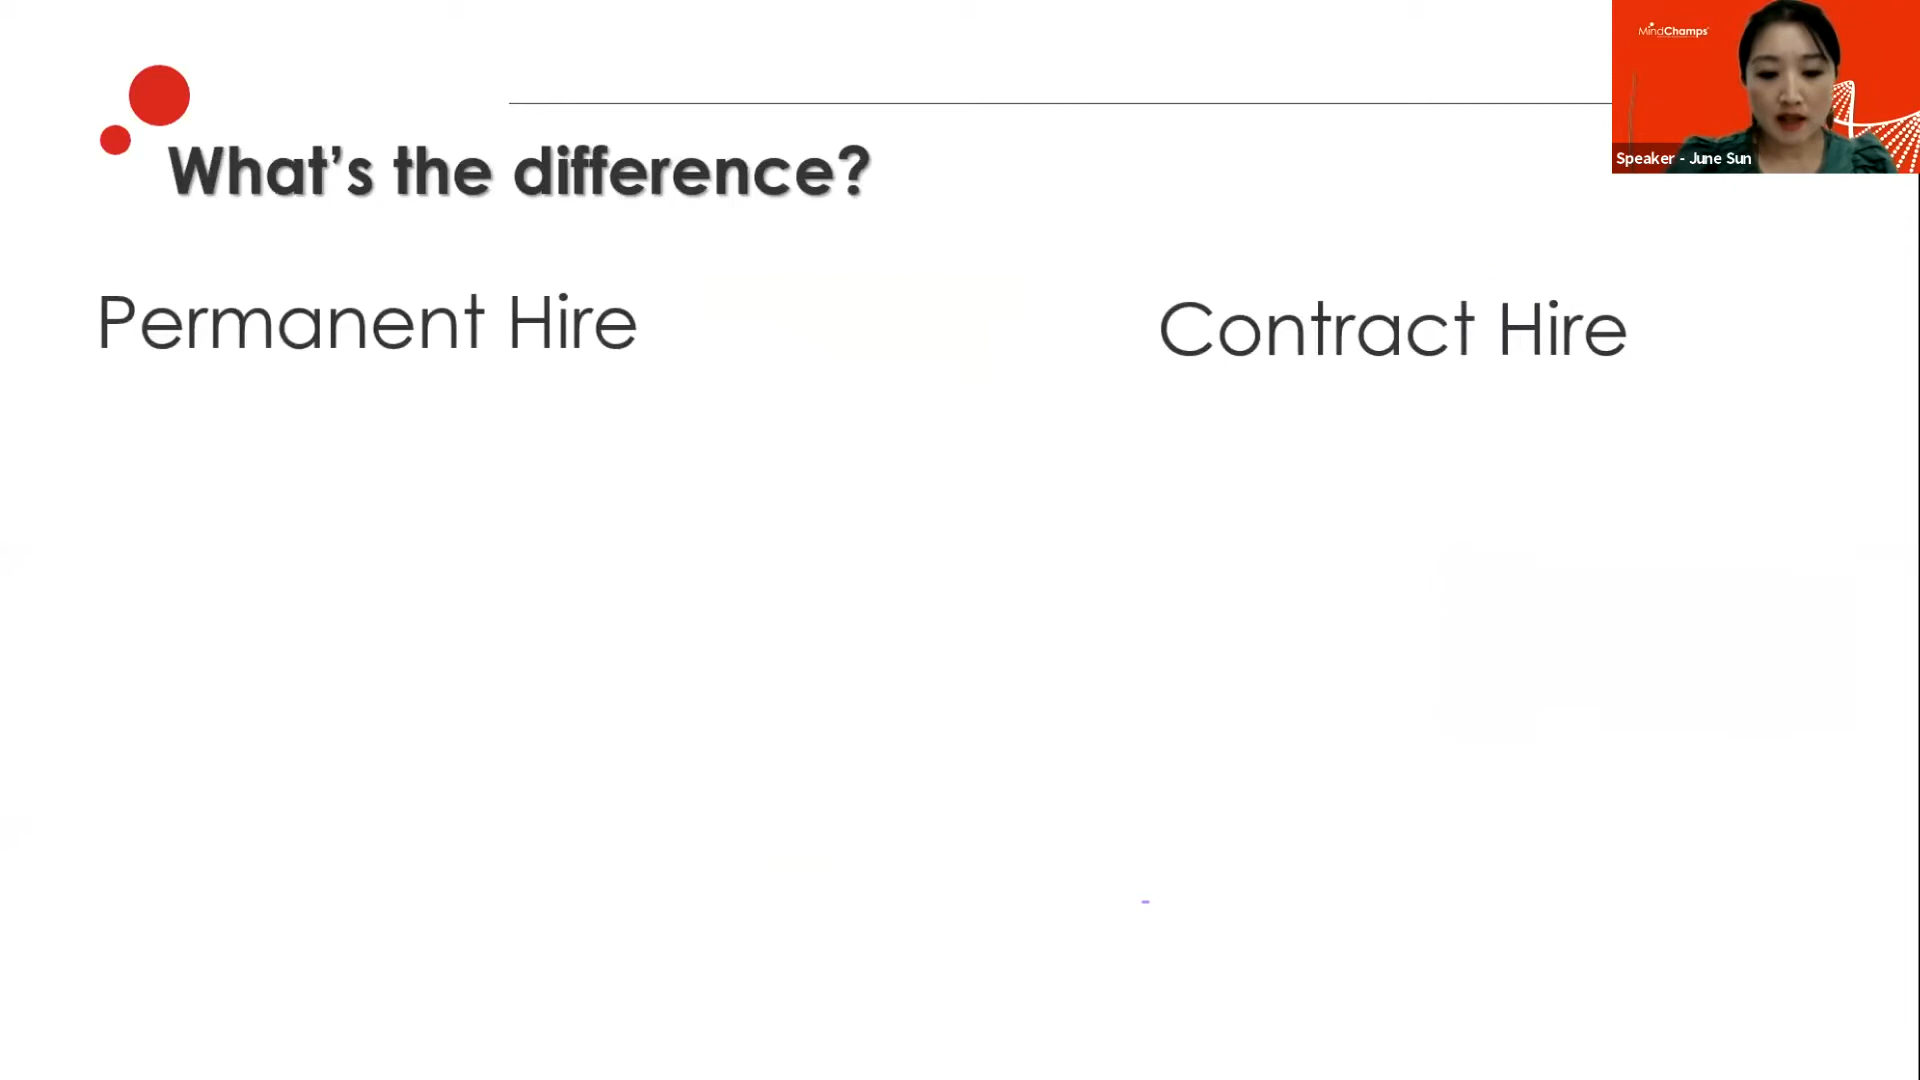 MindChamps
Speaker - June Sun
What's the difference?
Permanent Hire
Contract Hire